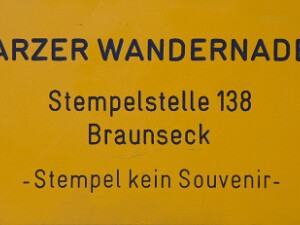 ARZER WANDERNADE
Stempelstelle 138
Braunseck
-Stempel kein Souvenir-